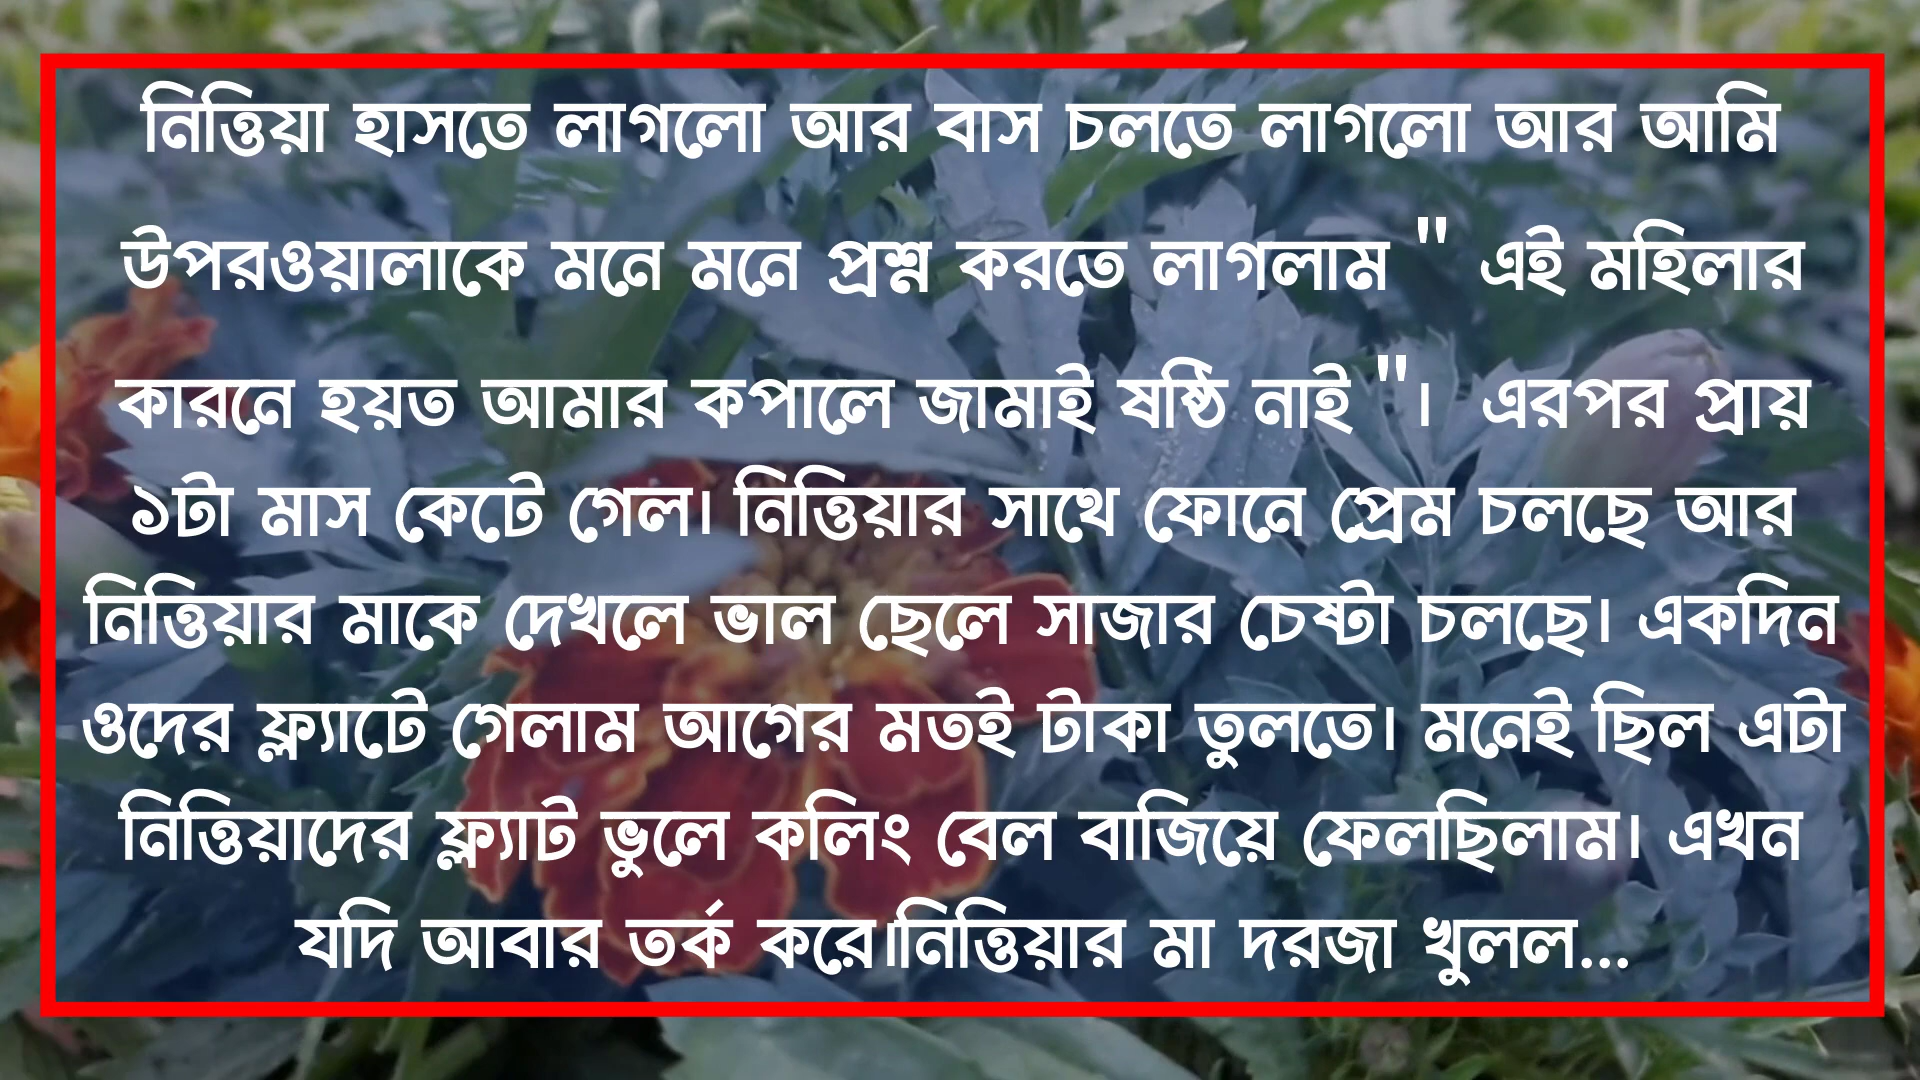 নিত্তিয়া হাসতে লাগলো আর বাস চলতে লাগলো আর আমি
উপরওয়ালাকে মনে মনে প্রশ্ন করতে লাগলাম " এই মহিলার
কারনে হয়ত আমার কপালে জামাই ষষ্ঠি নাই "। এরপর প্রায়
১টা মাস কেটে গেল। নিত্তিয়ার সাথে ফোনে প্রেম চলছে আর
নিত্তিয়ার মাকে দেখলে ভাল ছেলে সাজার চেষ্টা চলছে। একদিন
ওদের ফ্ল্যাটে গেলাম আগের মতই টাকা তুলতে। মনেই ছিল এটা
নিত্তিয়াদের ফ্ল্যাট ভুলে কলিং বেল বাজিয়ে ফেলছিলাম। এখন
যদি আবার তর্ক করে।নিত্তিয়ার মা দরজা খুলল...